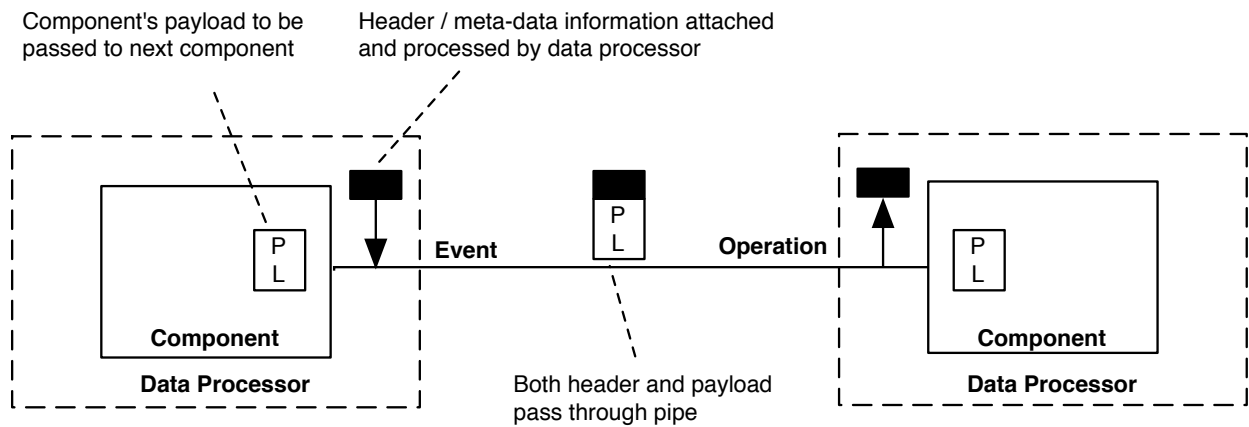 Component's payload to be
passed to next component
Header / meta-data information attached
and processed by data processor
P
L
Component
Data Processor
Event
P
L
Operation
Both header and payload
pass through pipe
P
L
Component
Data Processor